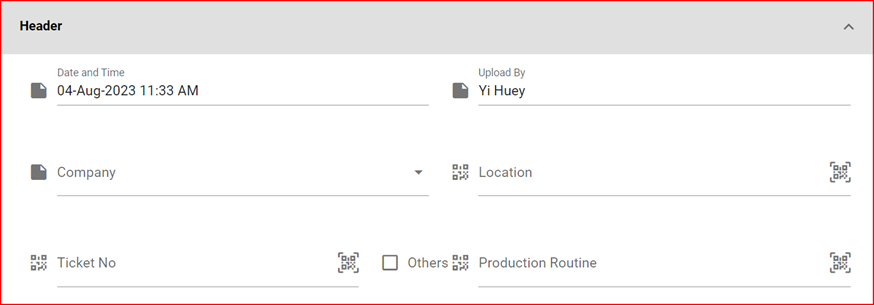 Header
Date and Time
Upload By
04-Aug-2023 11:33 AM
Yi Huey
Company
Location
Ticket No
Others
Production Routine